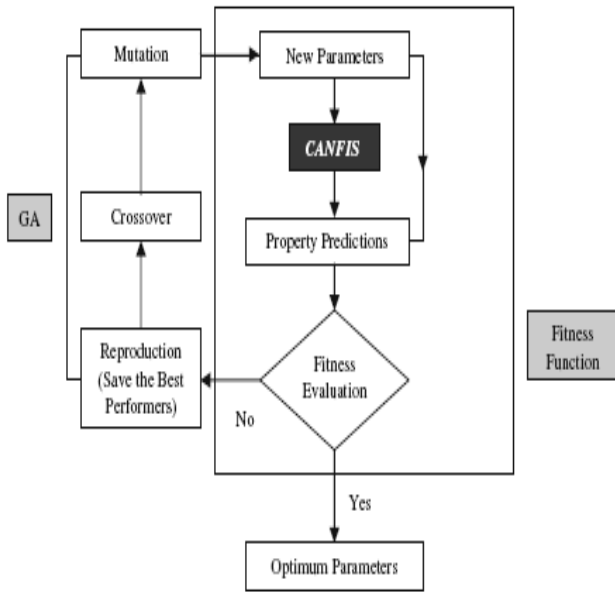 Mutation
New Parameters
CANFIS
GA
Crossover
Property Predictions
Reproduction
(Save the Best
Performers)
Fitness
Evaluation
Fitness
Function
No
Yes
Optimum Parameters